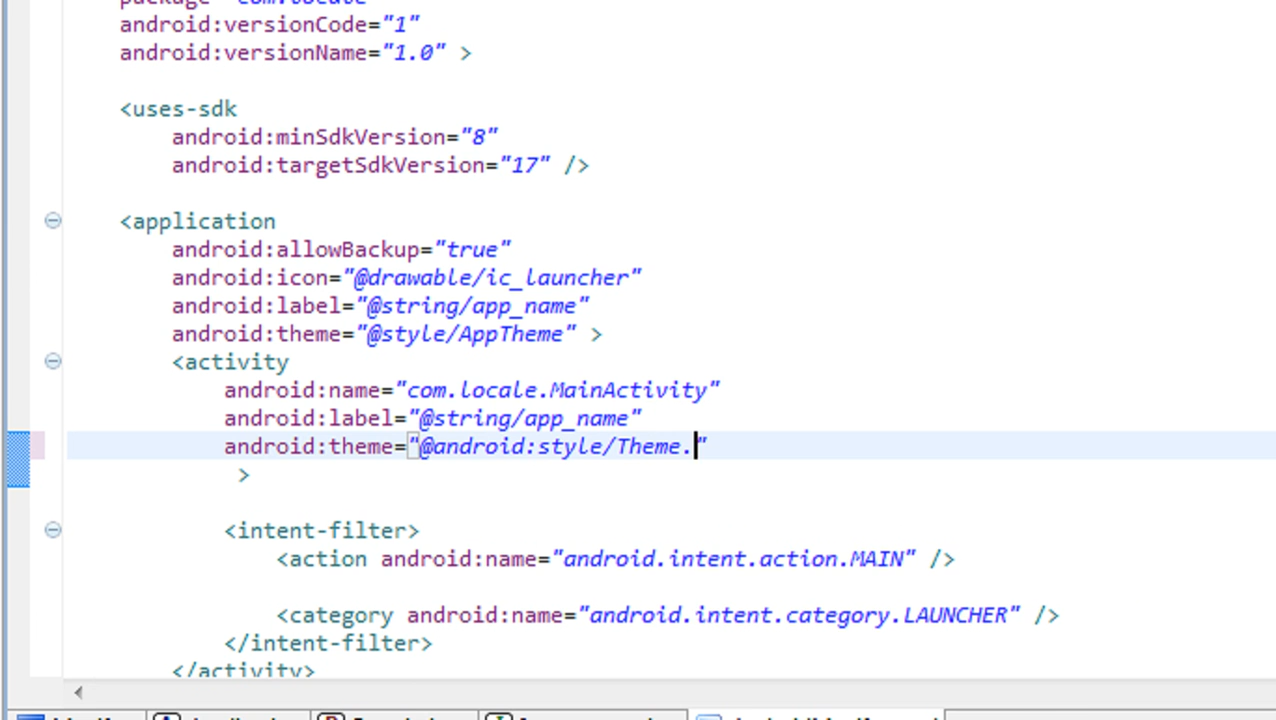 android:versionCode="1"
android:versionName="1.0" >
<uses-sdk
android:minSdkVersion="8"
android:targetSdkVersion="17" />
<application
android:allowBackup="true"
android:icon="@drawable/ic_launcher"
android:label="@string/app_name"
android:theme="@style/AppTheme" >
<activity
android:name="com.locale.MainActivity"
android:label="@string/app_name"
android:theme="@android:style/Theme."
>
<intent-filter>
<action android:name="android.intent.action.MAIN" />
<category android:name="android.intent.category.LAUNCHER" />
</intent-filter>
</activity>